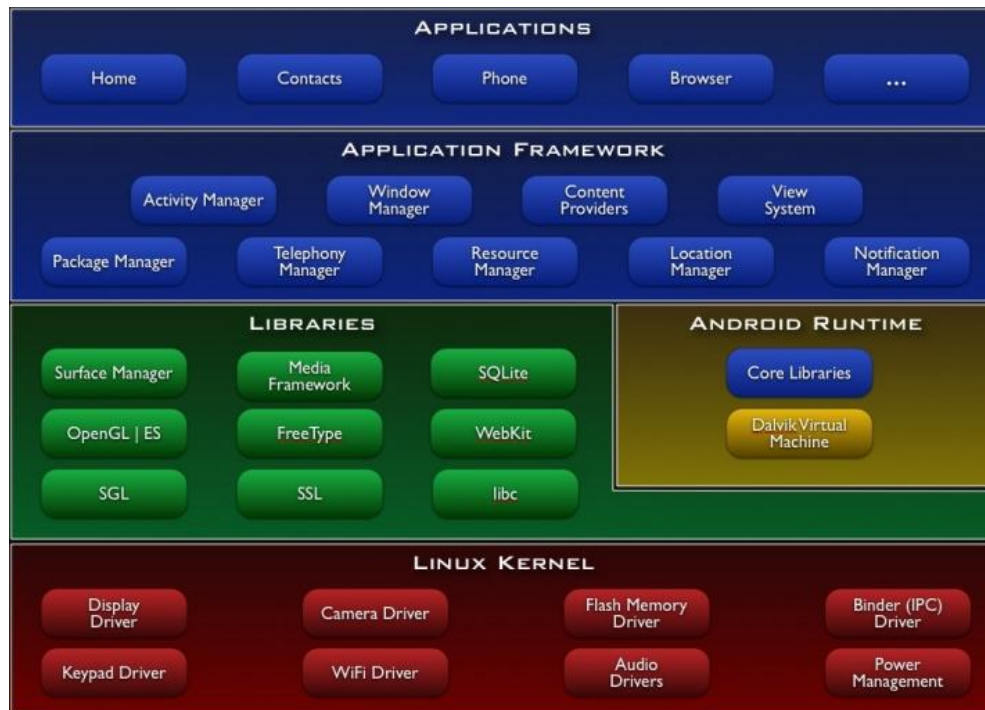 APPLICATIONS
Home
Contacts
Phone
Browser
...
APPLICATION FRAMEWORK
Activity Manager
Window
Manager
Content
Providers
View
System
Package Manager
Telephony
Manager
Resource
Manager
Location
Manager
Notification
Manager
LIBRARIES
Surface Manager
Media
Framework
SQLite
OpenGL | ES
FreeType
WebKit
SGL
SSL
libc
ANDROID RUNTIME
Core Libraries
Dalvik Virtual
Machine
LINUX KERNEL
Display
Driver
Camera Driver
Flash Memory
Driver
Binder (IPC)
Driver
Keypad Driver
WiFi Driver
Audio
Drivers
Power
Management